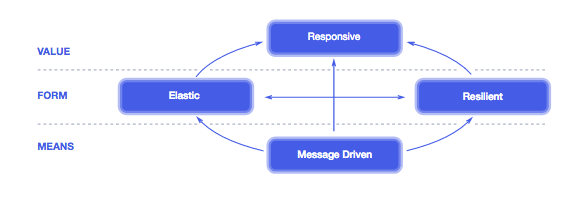 Responsive
VALUE
FORM
Elastic
Resilient
MEANS
Message Driven